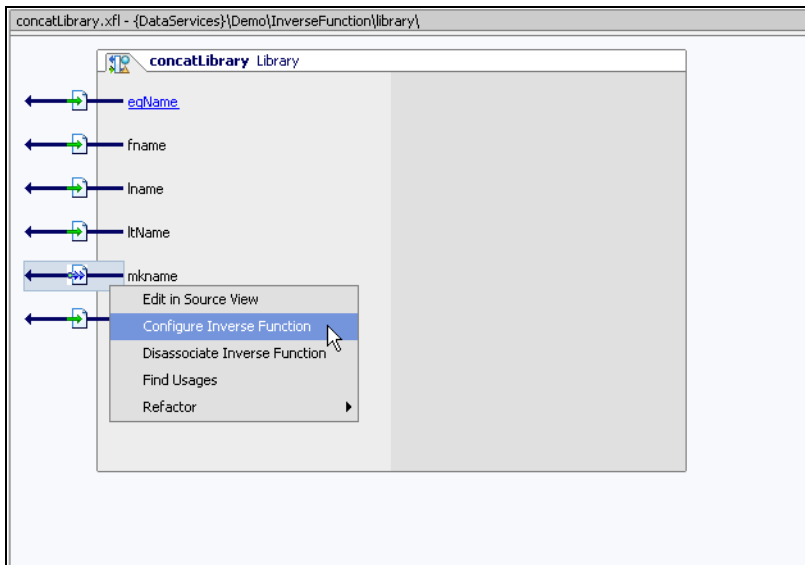 concatLibrary.xfl - {DataServices}\Demo\InverseFunction\library\
concatLibrary Library
eqName
fname
lname
ltName
mkname
Edit in Source View
Configure Inverse Function
Disassociate Inverse Function
Find Usages
Refactor